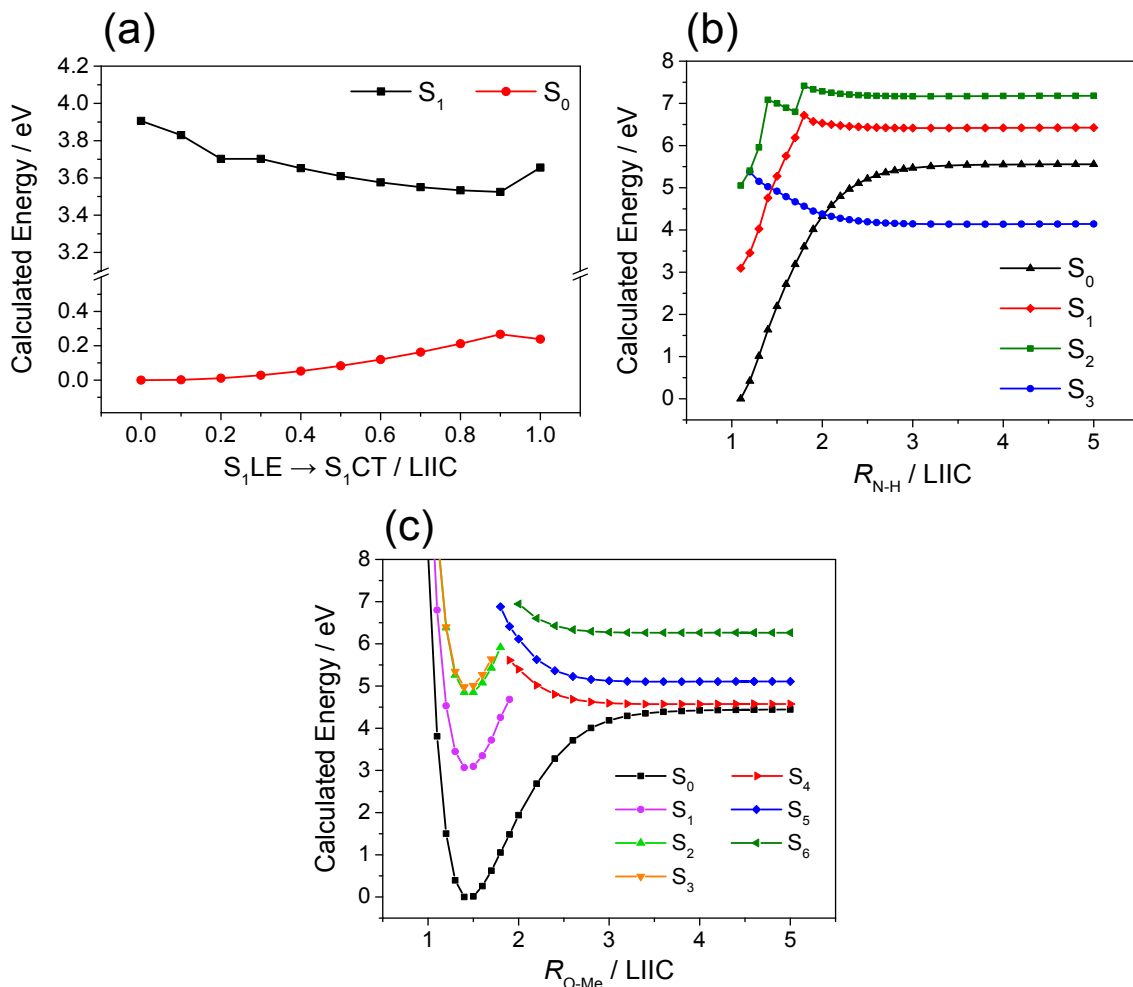 (a)
Calculated Energy / eV
4.2
4.0
3.8
3.6
3.4
3.2
0.4
0.2
0.0
S₁ S₀
0.0 0.2 0.4 0.6 0.8 1.0
S₁LE → S₁CT / LIIC
(b)
Calculated Energy / eV
8
7
6
5
4
3
2
1
0
S₀
S₁
S₂
S₃
1 2 3 4 5
R_N-H / LIIC
(c)
Calculated Energy / eV
8
7
6
5
4
3
2
1
0
S₀ S₄
S₁ S₅
S₂ S₆
S₃
1 2 3 4 5
R_O-Me / LIIC